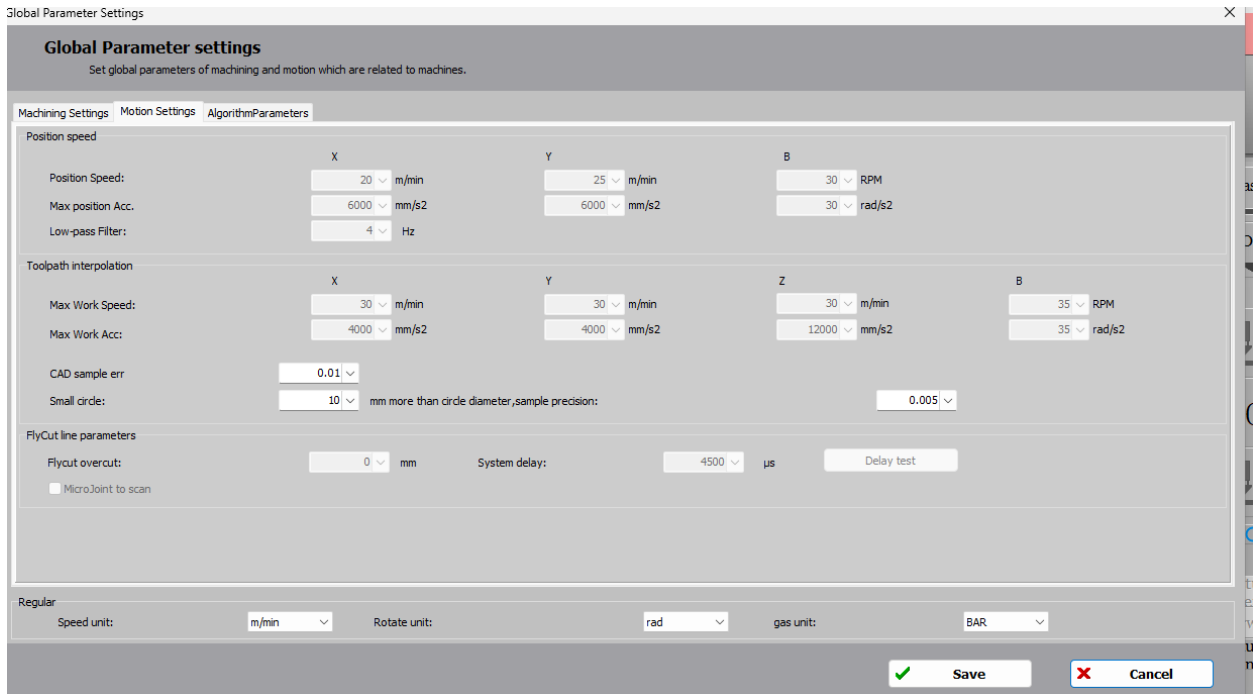 Global Parameter Settings
Global Parameter settings
Set global parameters of machining and motion which are related to machines.
Machining Settings Motion Settings AlgorithmParameters
Position speed
X Y B
Position Speed: 20 m/min 25 m/min 30 RPM
Max position Acc. 6000 mm/s2 6000 mm/s2 30 rad/s2
Low-pass Filter: 4 Hz
Toolpath interpolation
X Y Z B
Max Work Speed: 30 m/min 30 m/min 30 m/min 35 RPM
Max Work Acc: 4000 mm/s2 4000 mm/s2 12000 mm/s2 35 rad/s2
CAD sample err 0.01
Small circle: 10 mm more than circle diameter,sample precision: 0.005
FlyCut line parameters
Flycut overcut: 0 mm System delay: 4500 μs Delay test
MicroJoint to scan
Regular
Speed unit: m/min Rotate unit: rad gas unit: BAR
Save Cancel